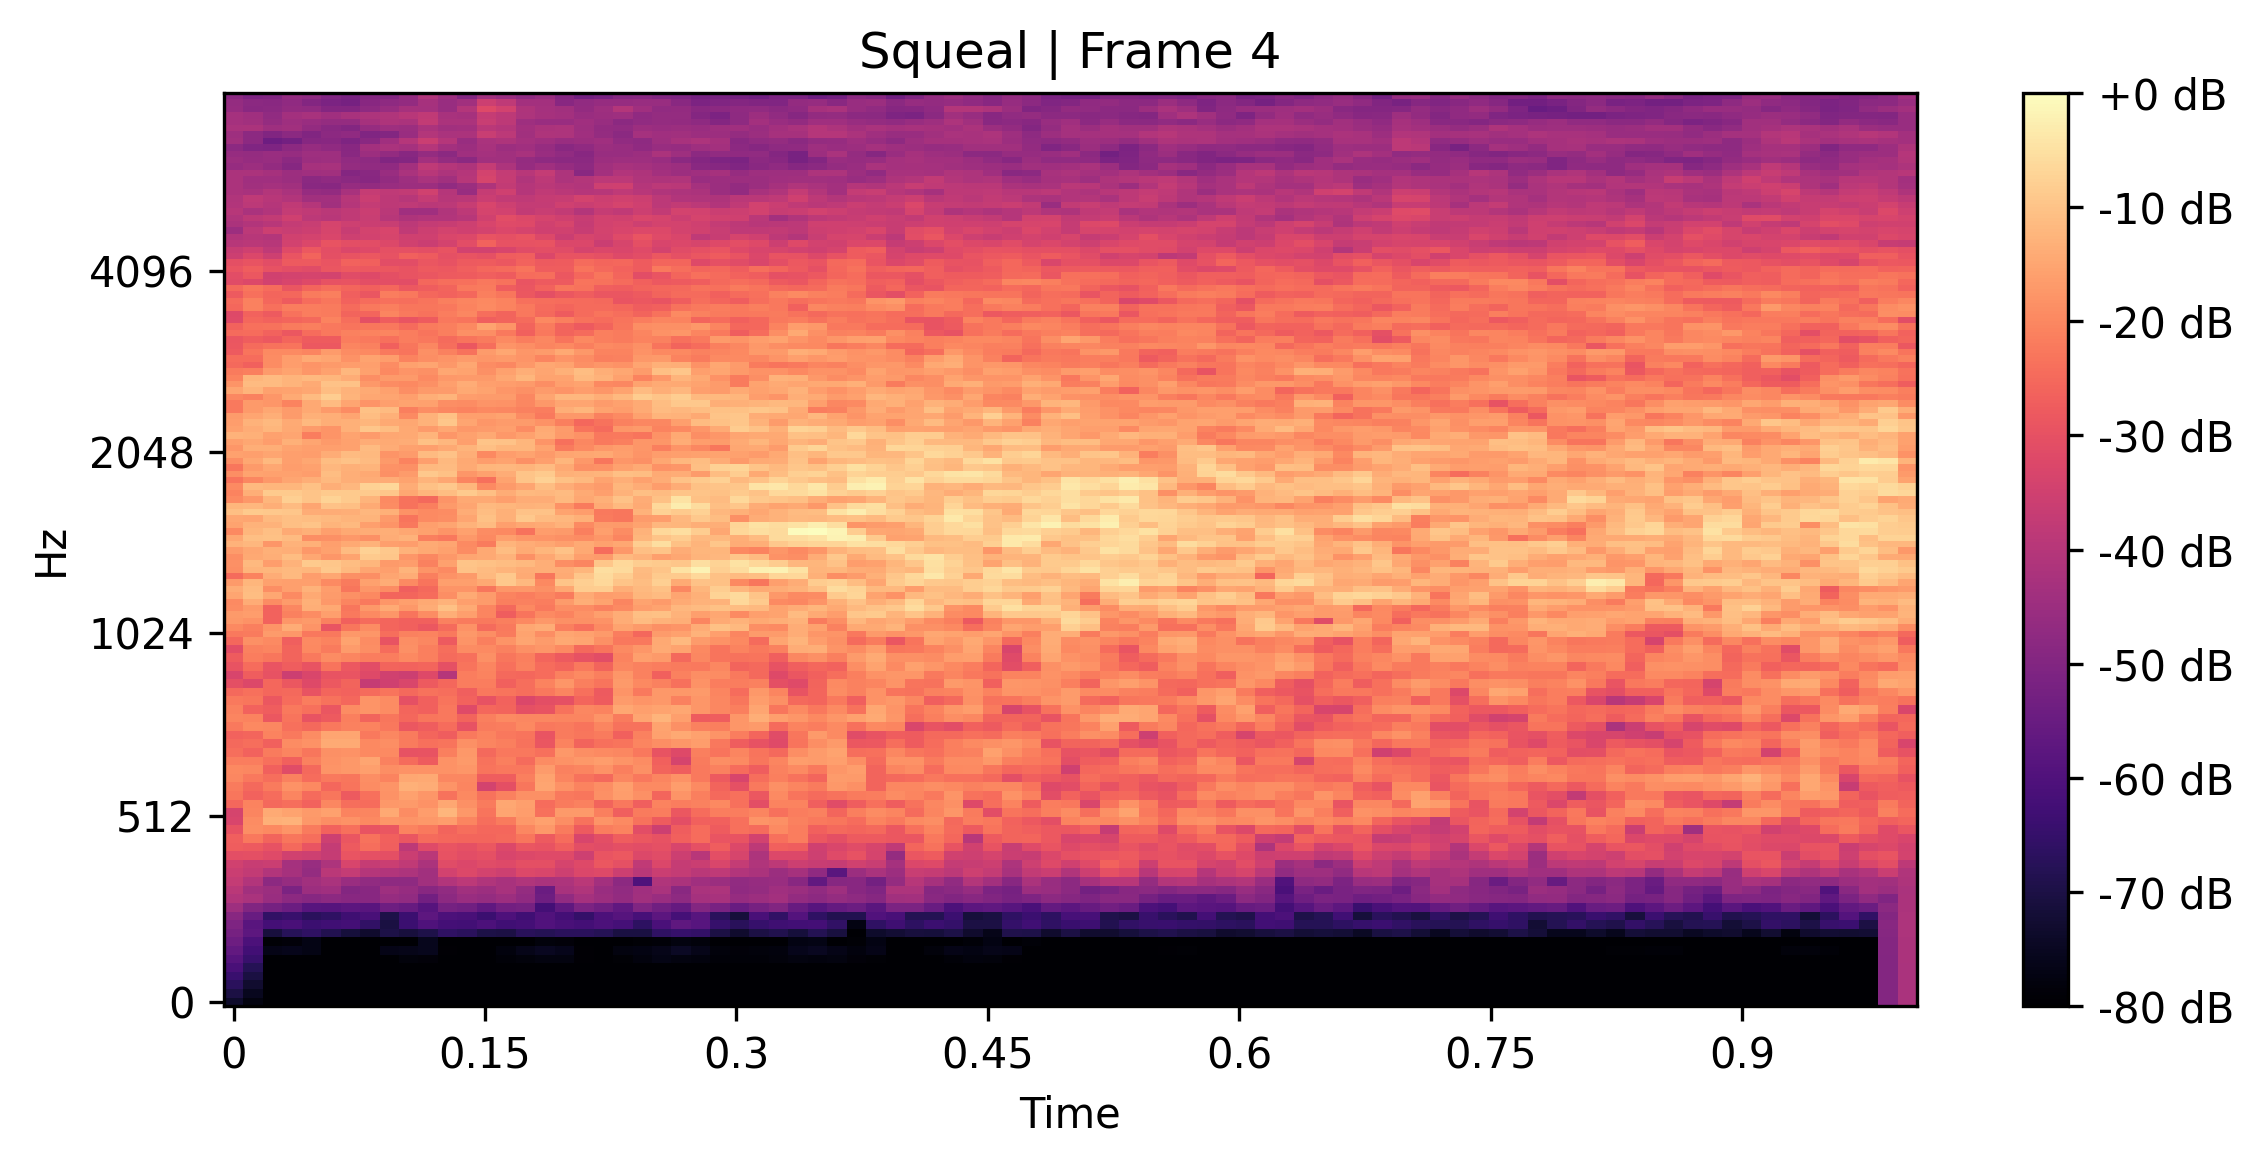 Squeal | Frame 4
Hz
4096
2048
1024
512
0
0 0.15 0.3 0.45 0.6 0.75 0.9
Time
+0 dB
-10 dB
-20 dB
-30 dB
-40 dB
-50 dB
-60 dB
-70 dB
-80 dB